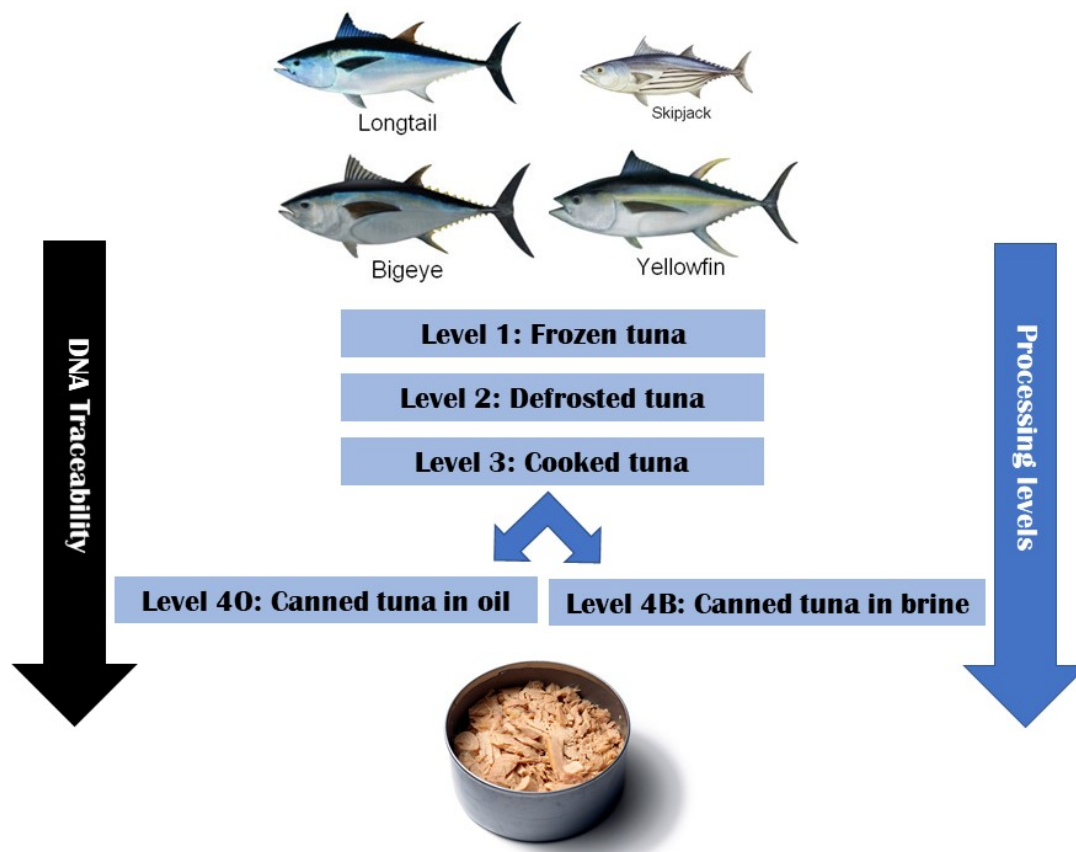 Longtail
Skipjack
Bigeye
Yellowfin
Level 1: Frozen tuna
Level 2: Defrosted tuna
Level 3: Cooked tuna
Level 4O: Canned tuna in oil
Level 4B: Canned tuna in brine
DNA Traceability
Processing levels